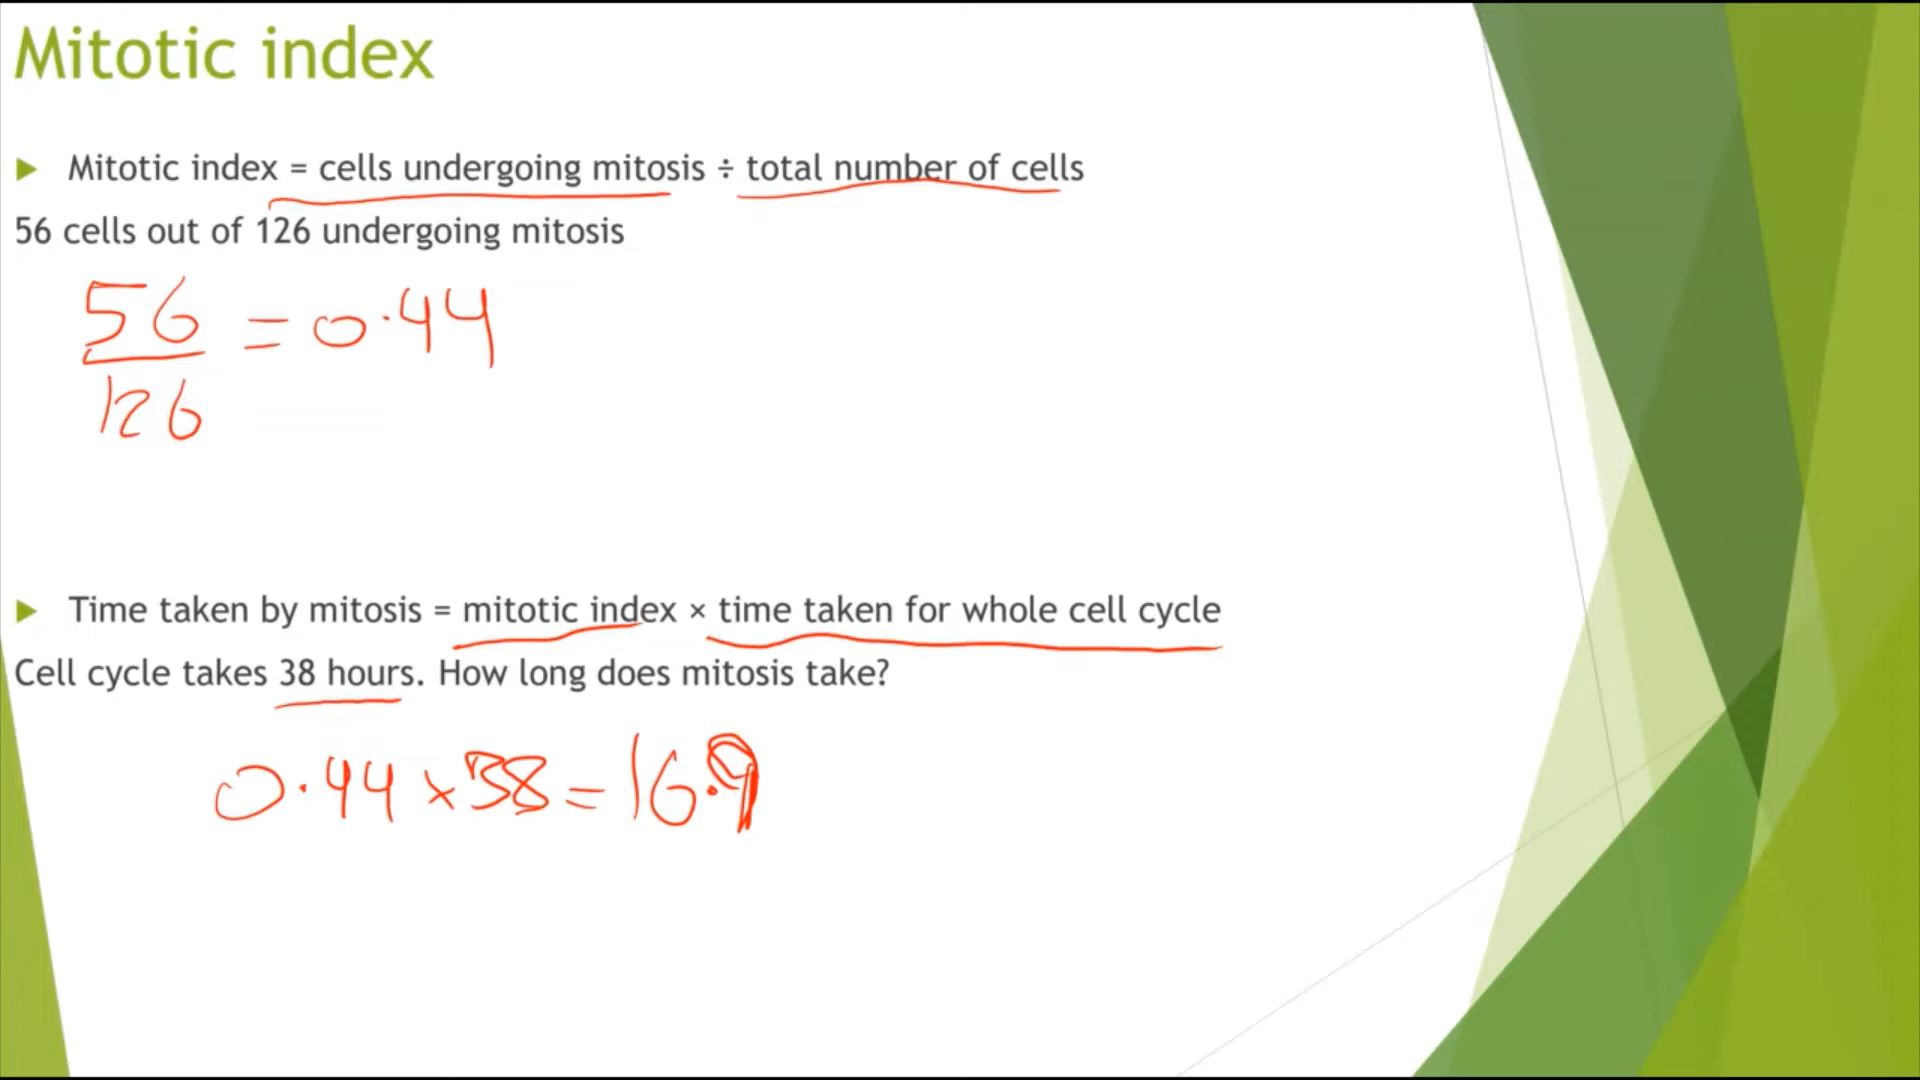 Mitotic index
Mitotic index = cells undergoing mitosis ÷ total number of cells
56 cells out of 126 undergoing mitosis
56
= 0.44
126
Time taken by mitosis = mitotic index × time taken for whole cell cycle
Cell cycle takes 38 hours. How long does mitosis take?
0.44 × 38 = 16.9